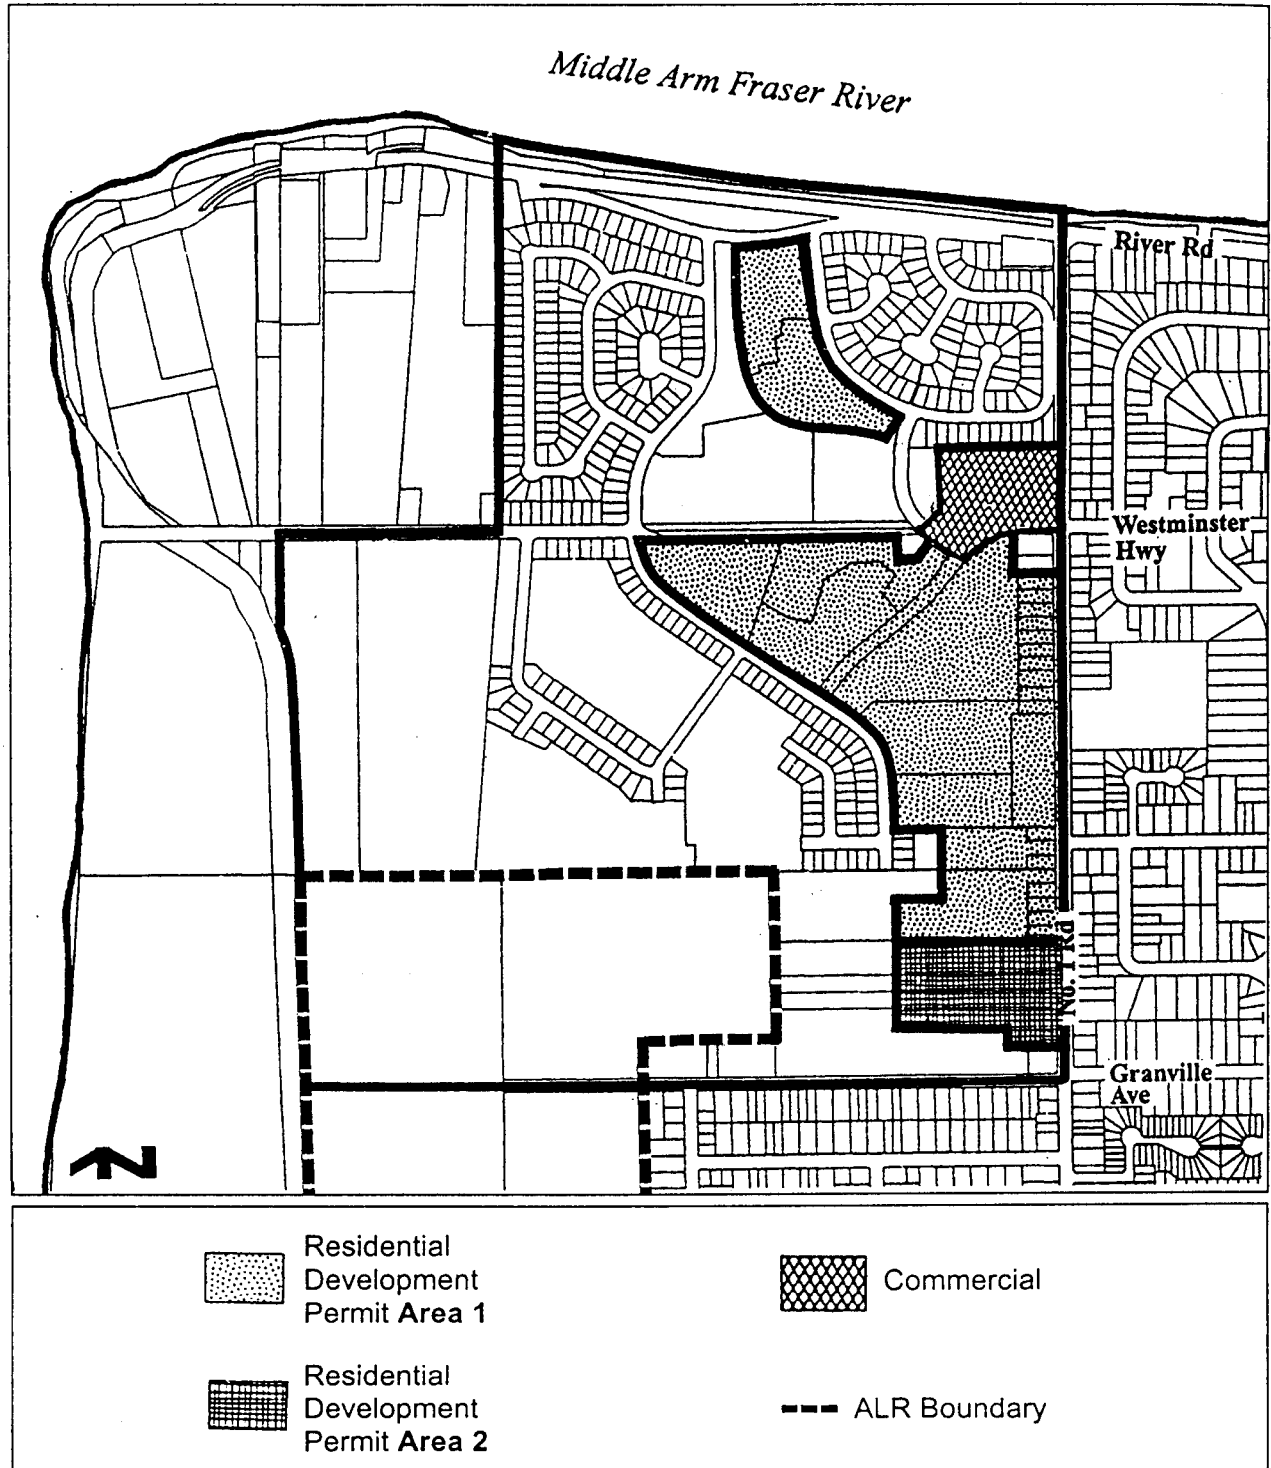 Middle Arm Fraser River
River Rd
Westminster
Hwy
No. 1 Rd
Granville
Ave
Residential
Development
Permit Area 1
Commercial
Residential
Development
Permit Area 2
ALR Boundary